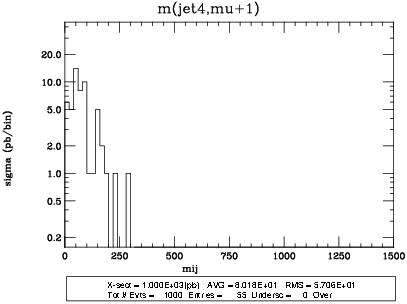 m(jet4,mu+1)
20.0
10.0
5.0
2.0
1.0
0.5
0.2
sigma (pb/bin)
0 250 500 750 1000 1250 1500
mij
X-sect = 1.000E+03(pb) AVG = 8.018E+01 RMS = 5.706E+01
Tot # Evts = 1000 Entries = 55 Undersc = 0 Over